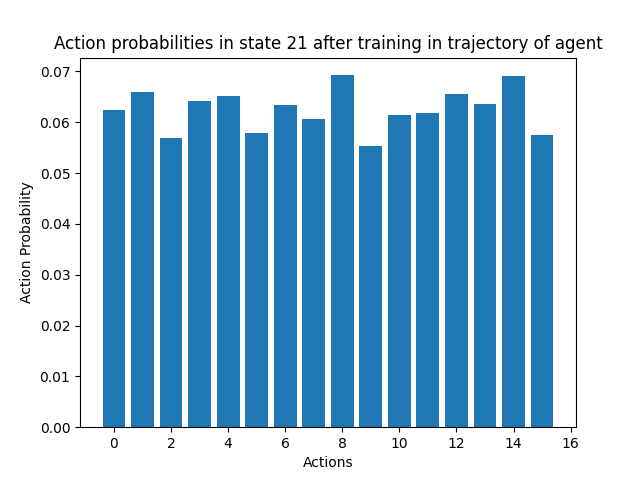 Action probabilities in state 21 after training in trajectory of agent
0.07
0.06
0.05
0.04
0.03
0.02
0.01
0.00
Action Probability
0 2 4 6 8 10 12 14 16
Actions